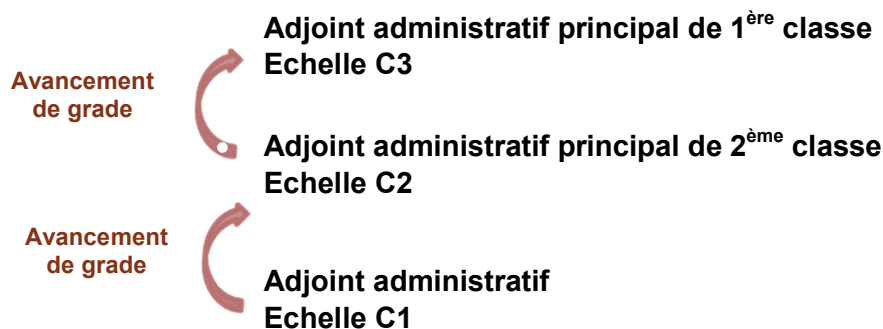 Adjoint administratif principal de 1ère classe
Echelle C3
Avancement
de grade
Adjoint administratif principal de 2ème classe
Echelle C2
Avancement
de grade
Adjoint administratif
Echelle C1